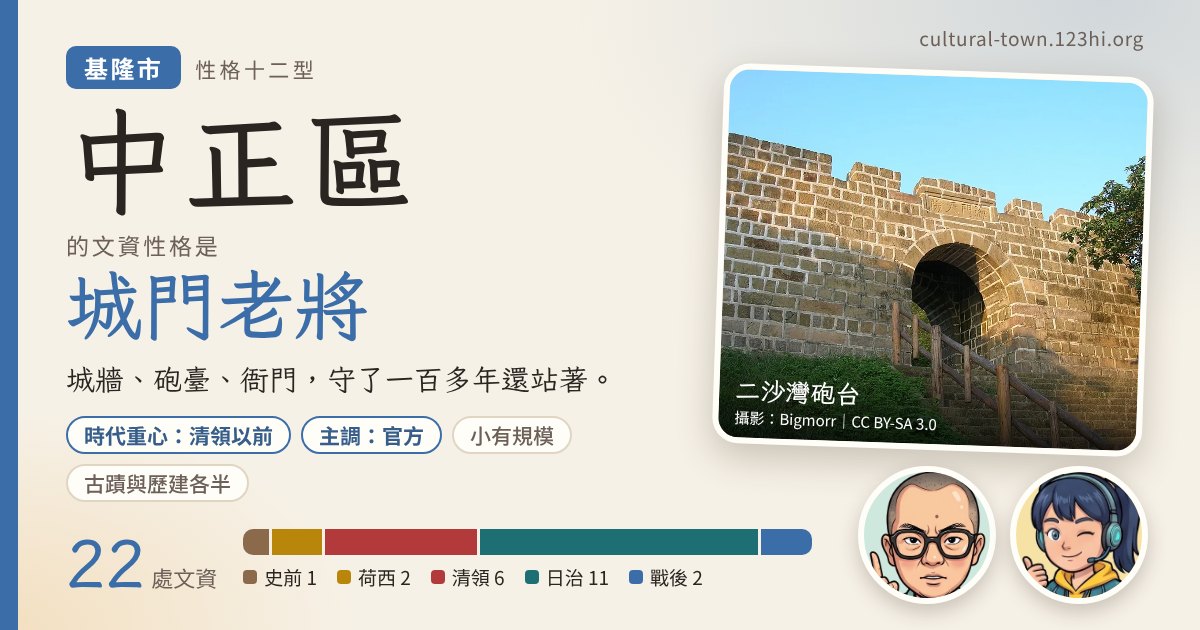 cultural-town.123hi.org
基隆市 性格十二型
中正區
的文資性格是
城門老將
城牆、砲臺、衙門，守了一百多年還站著。
時代重心：清領以前 主調：官方 小有規模
古蹟與歷建各半
二沙灣砲台
攝影：Bigmorr｜CC BY-SA 3.0
22 處文資
史前 1 荷西 2 清領 6 日治 11 戰後 2